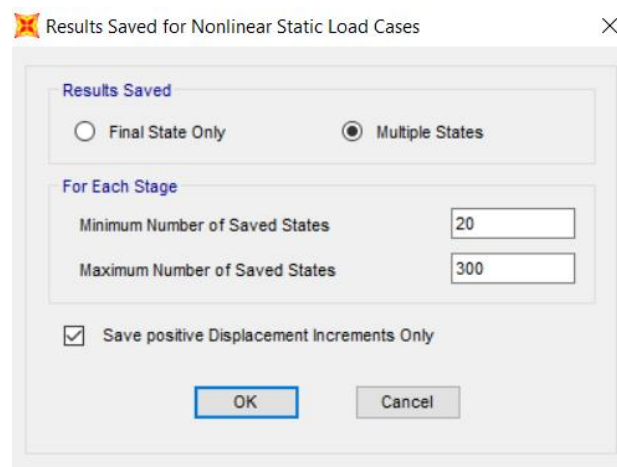 Results Saved for Nonlinear Static Load Cases
Results Saved
Final State Only Multiple States
For Each Stage
Minimum Number of Saved States 20
Maximum Number of Saved States 300
Save positive Displacement Increments Only
OK Cancel